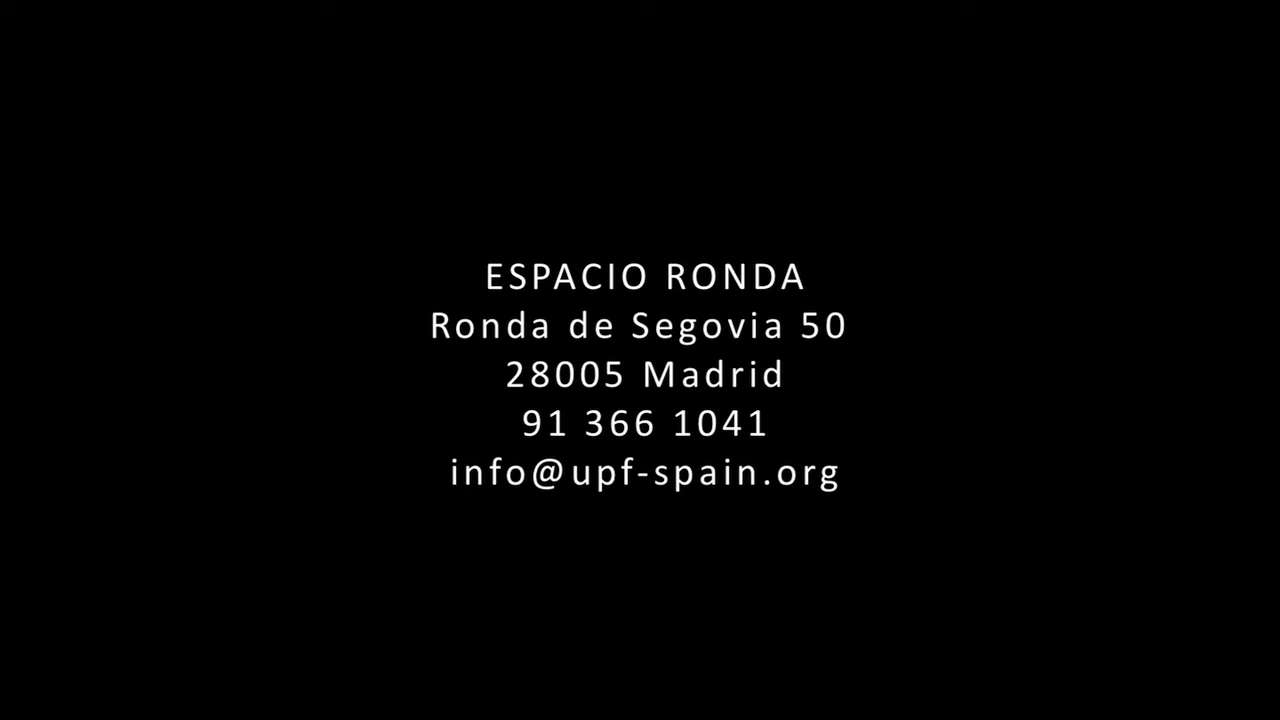 ESPACIO RONDA
Ronda de Segovia 50
28005 Madrid
91 366 1041
info@upf-spain.org